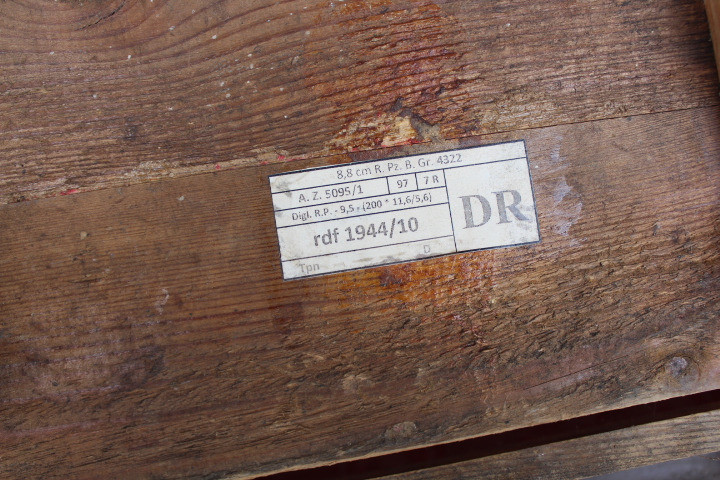 8,8 cm R. Pz. B. Gr. 4322
A. Z. 5095/1 97 7 R
Digl. R.P. - 9,5 - (200 * 11,6/5,6)
rdf 1944/10
DR
Tpn D